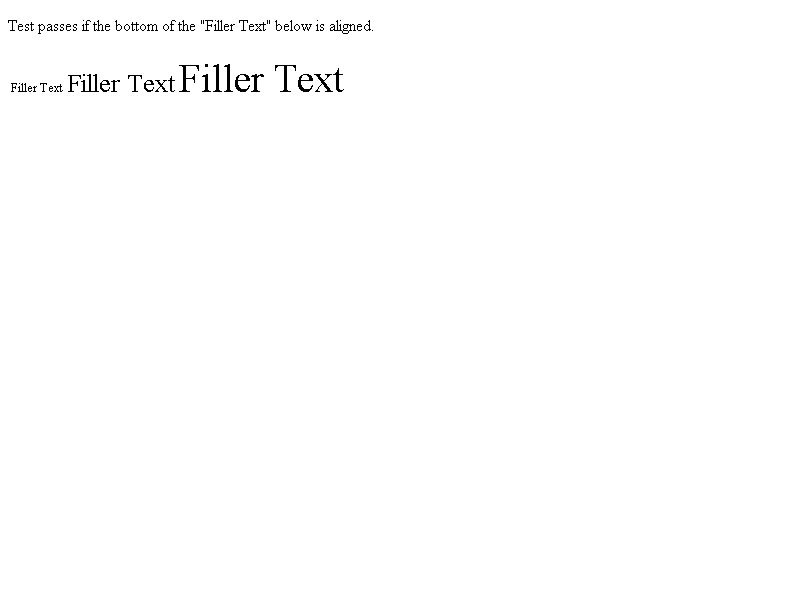 Test passes if the bottom of the "Filler Text" below is aligned.
Filler Text Filler Text Filler Text